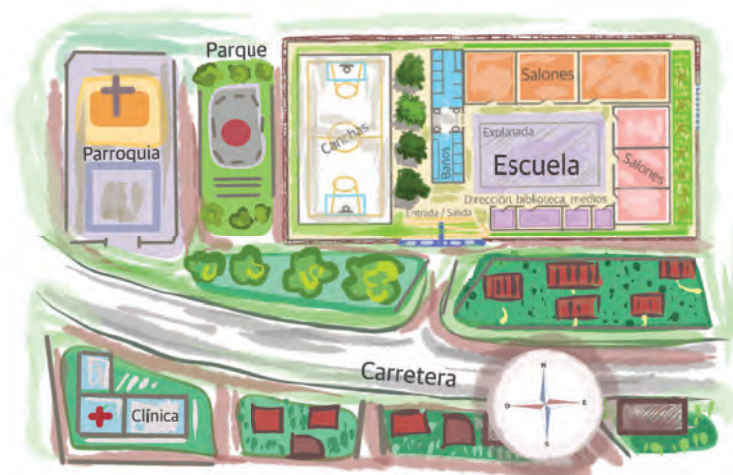 Parque
Parroquia
Canchas
Baños
Salones
Explanada
Escuela
Salones
Dirección, biblioteca, medios
Entrada / Salida
Carretera
Clínica
N
O
E
S